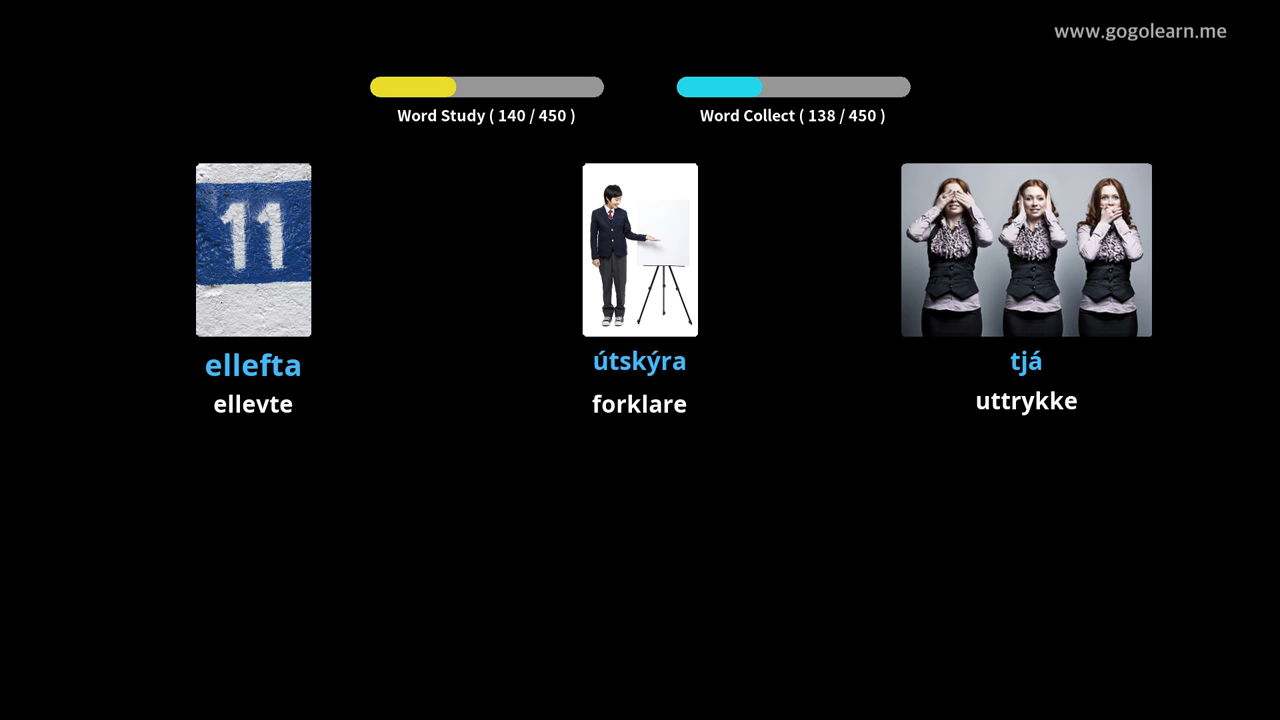 www.gogolearn.me
Word Study ( 140 / 450 )
Word Collect ( 138 / 450 )
11
ellefta
ellevte
útskýra
forklare
tjá
uttrykke